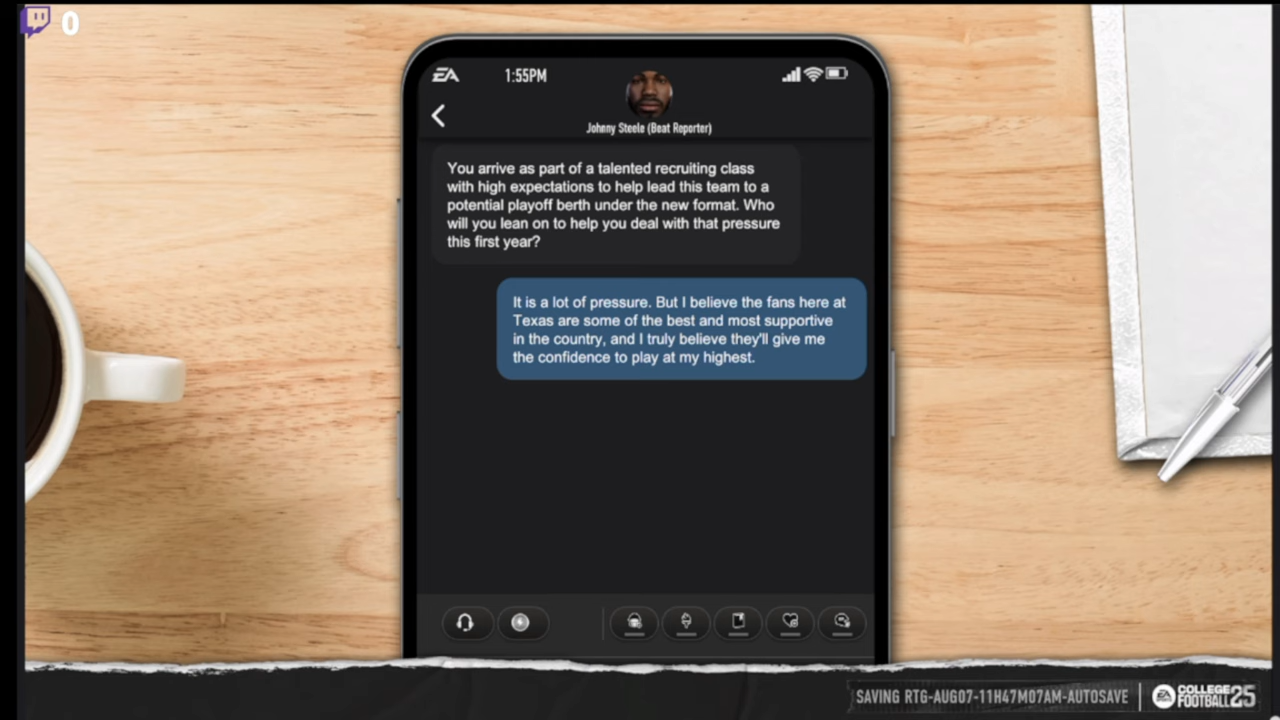 0
EA
1:55PM
Johnny Steele (Beat Reporter)
You arrive as part of a talented recruiting class
with high expectations to help lead this team to a
potential playoff berth under the new format. Who
will you lean on to help you deal with that pressure
this first year?
It is a lot of pressure. But I believe the fans here at
Texas are some of the best and most supportive
in the country, and I truly believe they'll give me
the confidence to play at my highest.
SAVING RTG-AUG07-11H47M07AM-AUTOSAVE
EA COLLEGE
FOOTBALL 25